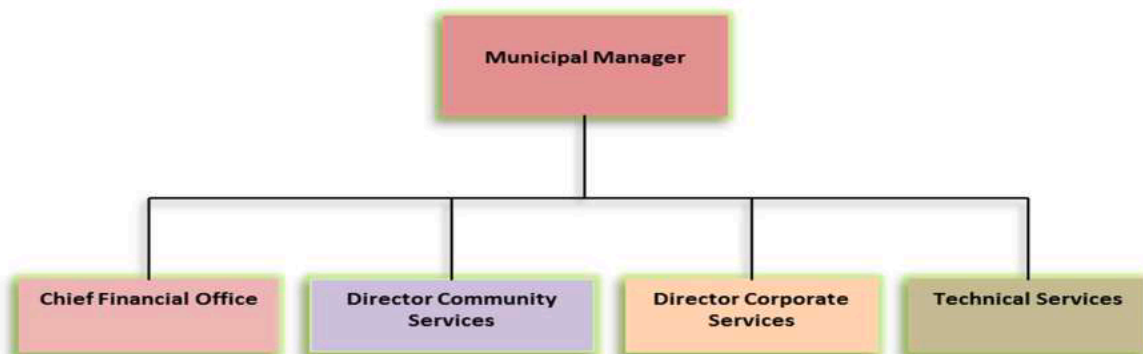 Municipal Manager
Chief Financial Office
Director Community
Services
Director Corporate
Services
Technical Services